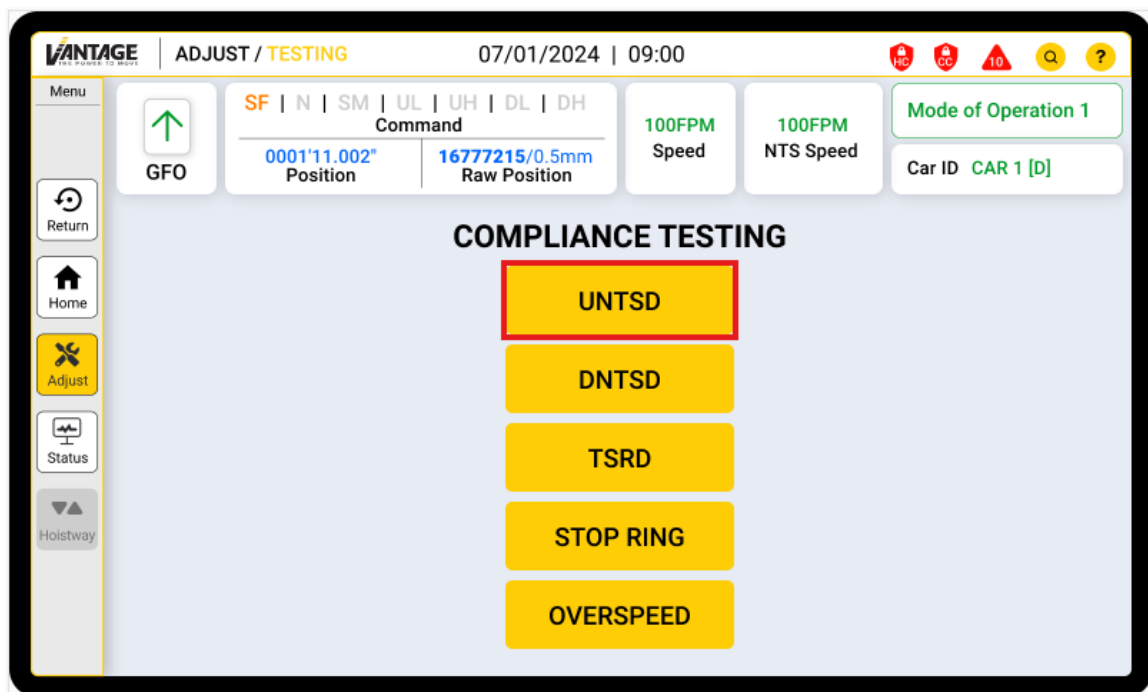 VANTAGE
THE POWER TO MOVE
ADJUST / TESTING
07/01/2024 | 09:00
HC
CC
10
?
Menu
Return
Home
Adjust
Status
Hoistway
GFO
SF | N | SM | UL | UH | DL | DH
Command
0001'11.002"
Position
16777215/0.5mm
Raw Position
100FPM
Speed
100FPM
NTS Speed
Mode of Operation 1
Car ID CAR 1 [D]
COMPLIANCE TESTING
UNTSD
DNTSD
TSRD
STOP RING
OVERSPEED